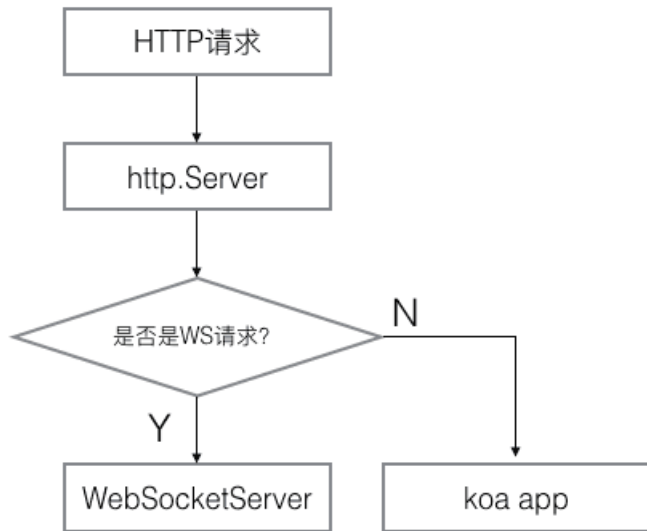 HTTP请求
http.Server
是否是WS请求?
N
Y
WebSocketServer
koa app